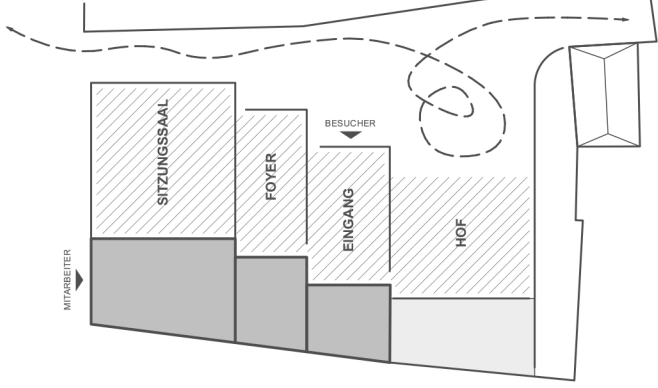 BESUCHER
SITZUNGSSAAL
FOYER
EINGANG
HOF
MITARBEITER